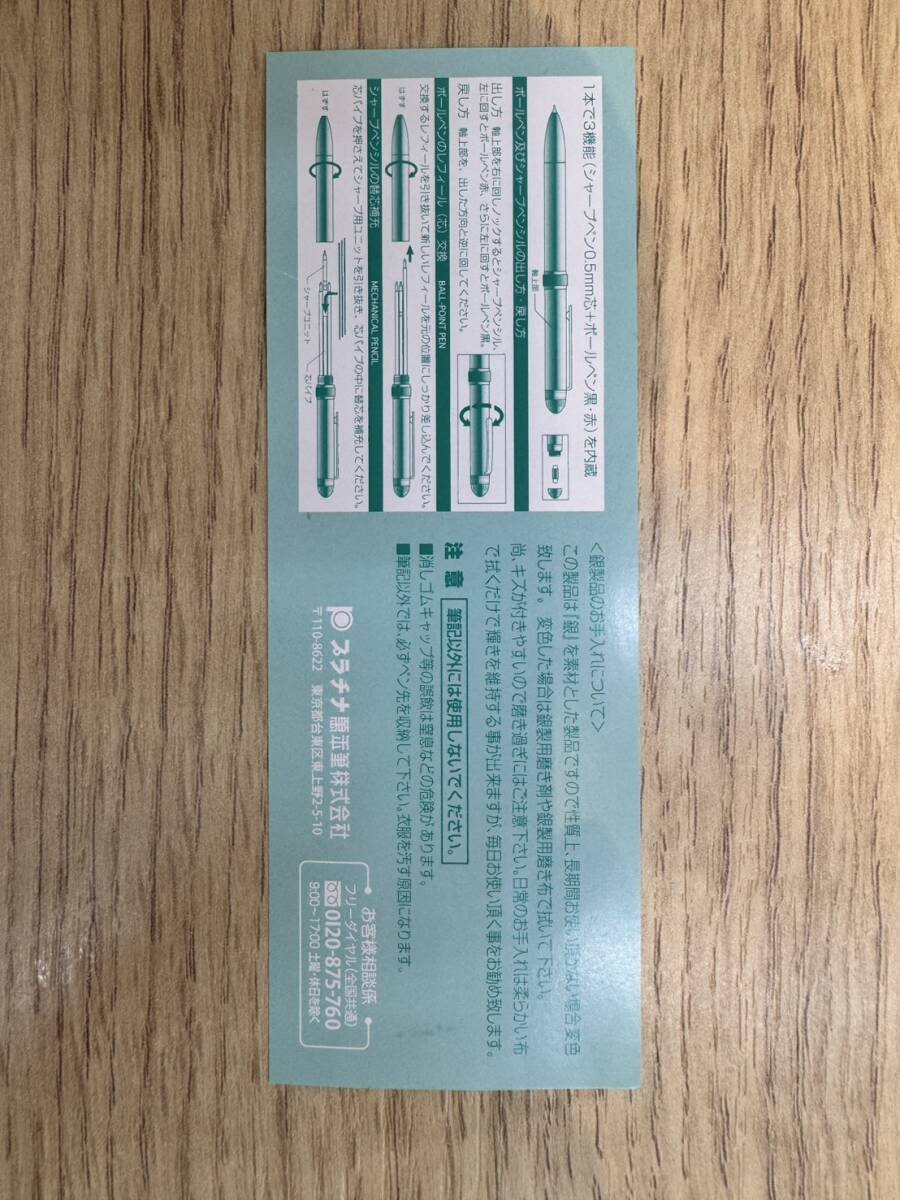 1本で3機能(シャープペン0.5mm芯＋ボールペン黒・赤)を内蔵
軸上部
ボールペン及びシャープペンシルの出し方・戻し方
出し方 軸上部を右に回しノックするとシャープペンシル、
左に回すとボールペン赤、さらに左に回すとボールペン黒。
戻し方 軸上部を、出した方向と逆に回してください。
ボールペンのレフィール(芯)交換 BALL-POINT PEN
交換するレフィールを引き抜いて新しいレフィールを元の位置にしっかり差し込んでください。
はずす
シャープペンシルの替芯補充 MECHANICAL PENCIL
芯パイプを押さえてシャープ用ユニットを引き抜き、芯パイプの中に替芯を補充してください。
はずす
シャープユニット
芯パイプ
<銀製品のお手入れについて>
この製品は「銀」を素材とした製品ですので性質上、長期間お使い頂かない場合変色
致します。 変色した場合は銀製用磨き剤や銀製用磨き布で拭いて下さい。
尚、キズが付きやすいので磨き過ぎにはご注意下さい。日常のお手入れは柔らかい布
で拭くだけで輝きを維持する事が出来ますが、毎日お使い頂く事をお勧め致します。
注意 筆記以外には使用しないでください。
■消しゴムキャップ等の誤飲は窒息などの危険があります。
■筆記以外では、必ずペン先を収納して下さい。衣服を汚す原因になります。
プラチナ萬年筆株式会社
〒110-8622 東京都台東区東上野2-5-10
お客様相談係
フリーダイヤル(全国共通)
0120-875-760
9:00～17:00 土曜・休日を除く